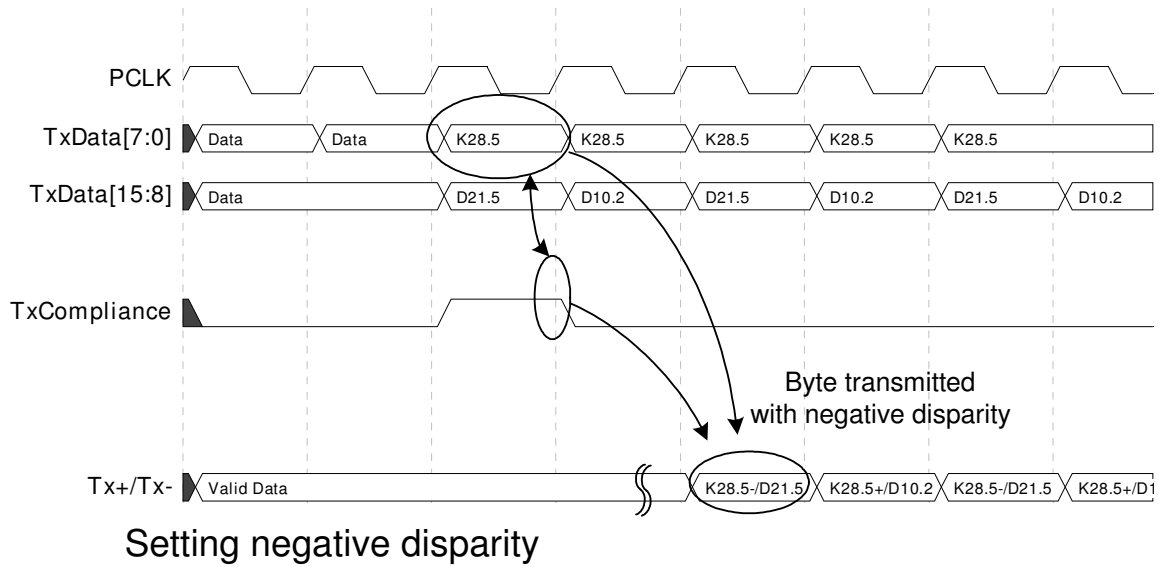 PCLK
TxData[7:0] Data Data K28.5 K28.5 K28.5 K28.5 K28.5
TxData[15:8] Data D21.5 D10.2 D21.5 D10.2 D21.5 D10.2
TxCompliance
Byte transmitted
with negative disparity
Tx+/Tx- Valid Data K28.5-/D21.5 K28.5+/D10.2 K28.5-/D21.5 K28.5+/D1
Setting negative disparity